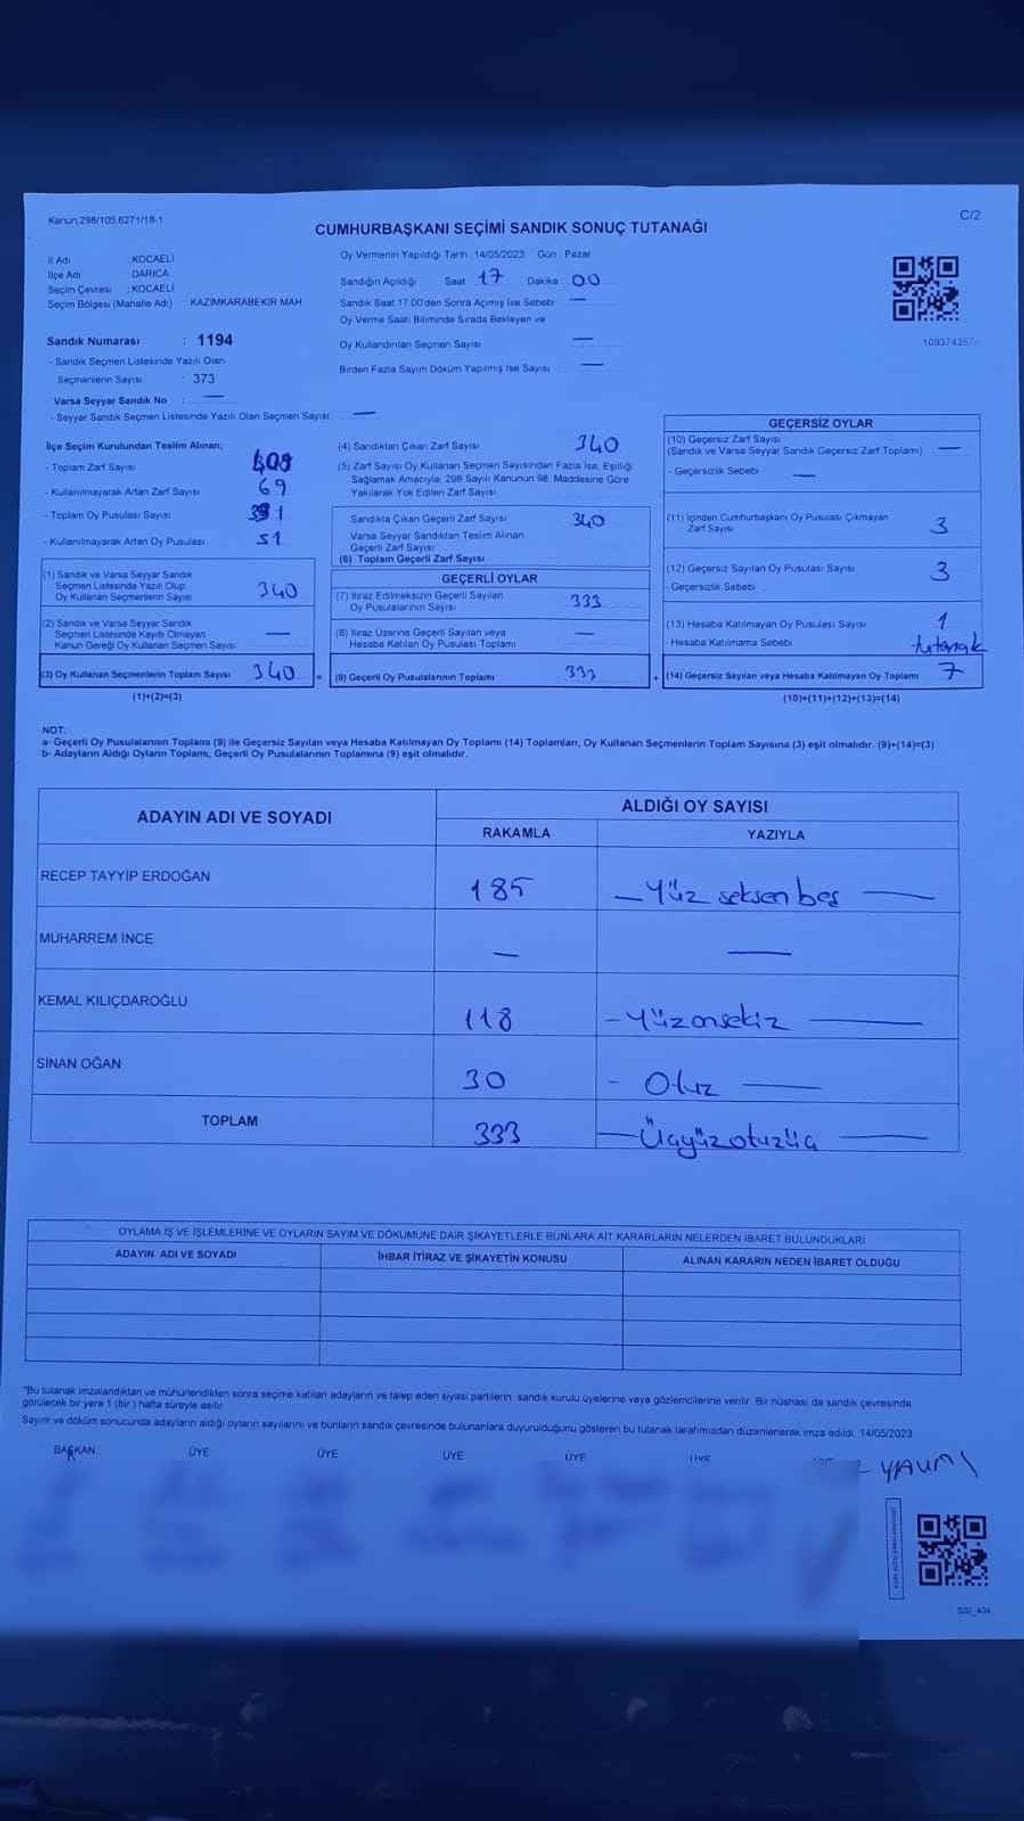 Kanun 298/105.6271/18-1
C/2
CUMHURBAŞKANI SEÇİMİ SANDIK SONUÇ TUTANAĞI
İl Adı : KOCAELİ
İlçe Adı : DARICA
Seçim Çevresi : KOCAELİ
Seçim Bölgesi (Mahalle Adı) : KAZIMKARABEKİR MAH
Sandık Numarası : 1194
- Sandık Seçmen Listesinde Yazılı Olan
Seçmenlerin Sayısı : 373
Varsa Seyyar Sandık No : —
- Seyyar Sandık Seçmen Listesinde Yazılı Olan Seçmen Sayısı —
Oy Vermenin Yapıldığı Tarih : 14/05/2023 Gün : Pazar
Sandığın Açıldığı Saat 17 Dakika 00
Sandık Saat 17.00'den Sonra Açılmış İse Sebebi —
Oy Verme Saati Bitiminde Sırada Bekleyen ve
Oy Kullandırılan Seçmen Sayısı —
Birden Fazla Sayım Döküm Yapılmış İse Sayısı —
İlçe Seçim Kurulundan Teslim Alınan;
- Toplam Zarf Sayısı
- Kullanılmayarak Artan Zarf Sayısı 69
- Toplam Oy Pusulası Sayısı 391
- Kullanılmayarak Artan Oy Pusulası 51
(1) Sandık ve Varsa Seyyar Sandık
Seçmen Listesinde Yazılı Olup
Oy Kullanan Seçmenlerin Sayısı 340
(2) Sandık ve Varsa Seyyar Sandık
Seçmen Listesinde Kayıtlı Olmayan
Kanun Gereği Oy Kullanan Seçmen Sayısı —
(3) Oy Kullanan Seçmenlerin Toplam Sayısı 340
(1)+(2)=(3)
(4) Sandıktan Çıkan Zarf Sayısı 340
(5) Zarf Sayısı Oy Kullanan Seçmen Sayısından Fazla İse, Eşitliği
Sağlamak Amacıyla, 298 Sayılı Kanunun 98. Maddesine Göre
Yakılarak Yok Edilen Zarf Sayısı
Sandıkta Çıkan Geçerli Zarf Sayısı 340
Varsa Seyyar Sandıktan Teslim Alınan
Geçerli Zarf Sayısı
(6) Toplam Geçerli Zarf Sayısı
GEÇERLİ OYLAR
(7) İtiraz Edilmeksizin Geçerli Sayılan
Oy Pusulalarının Sayısı 333
(8) İtiraz Üzerine Geçerli Sayılan veya
Hesaba Katılan Oy Pusulası Toplamı —
= (9) Geçerli Oy Pusulalarının Toplamı 333
GEÇERSİZ OYLAR
(10) Geçersiz Zarf Sayısı
(Sandık ve Varsa Seyyar Sandık Geçersiz Zarf Toplamı) —
- Geçersizlik Sebebi —
(11) İçinden Cumhurbaşkanı Oy Pusulası Çıkmayan
Zarf Sayısı 3
(12) Geçersiz Sayılan Oy Pusulası Sayısı 3
- Geçersizlik Sebebi
(13) Hesaba Katılmayan Oy Pusulası Sayısı 1
- Hesaba Katılmama Sebebi tutanak
+ (14) Geçersiz Sayılan veya Hesaba Katılmayan Oy Toplamı 7
(10)+(11)+(12)+(13)=(14)
NOT:
a- Geçerli Oy Pusulalarının Toplamı (9) ile Geçersiz Sayılan veya Hesaba Katılmayan Oy Toplamı (14) Toplamları, Oy Kullanan Seçmenlerin Toplam Sayısına (3) eşit olmalıdır. (9)+(14)=(3)
b- Adayların Aldığı Oyların Toplamı, Geçerli Oy Pusulalarının Toplamına (9) eşit olmalıdır.
ADAYIN ADI VE SOYADI
ALDIĞI OY SAYISI
RAKAMLA YAZIYLA
RECEP TAYYİP ERDOĞAN 185 — Yüz seksen beş —
MUHARREM İNCE — —
KEMAL KILIÇDAROĞLU 118 - Yüzonsekiz —
SİNAN OĞAN 30 - Otuz —
TOPLAM 333 — Üçyüzotuzüç —
OYLAMA İŞ VE İŞLEMLERİNE VE OYLARIN SAYIM VE DÖKÜMÜNE DAİR ŞİKAYETLERLE BUNLARA AİT KARARLARIN NELERDEN İBARET BULUNDUKLARI
ADAYIN ADI VE SOYADI İHBAR İTİRAZ VE ŞİKAYETİN KONUSU ALINAN KARARIN NEDEN İBARET OLDUĞU
"Bu tutanak imzalandıktan ve mühürlendikten sonra seçime katılan adayların ve talep eden siyasi partilerin sandık kurulu üyelerine veya gözlemcilerine verilir. Bir nüshası da sandık çevresinde
görülecek bir yere 1 (bir) hafta süreyle asılır.
Sayım ve döküm sonucunda adayların aldığı oyların sayılarını ve bunların sandık çevresinde bulunanlara duyurulduğunu gösteren bu tutanak tarafımızdan düzenlenerek imza edildi. 14/05/2023
BAŞKAN ÜYE ÜYE ÜYE ÜYE ÜYE